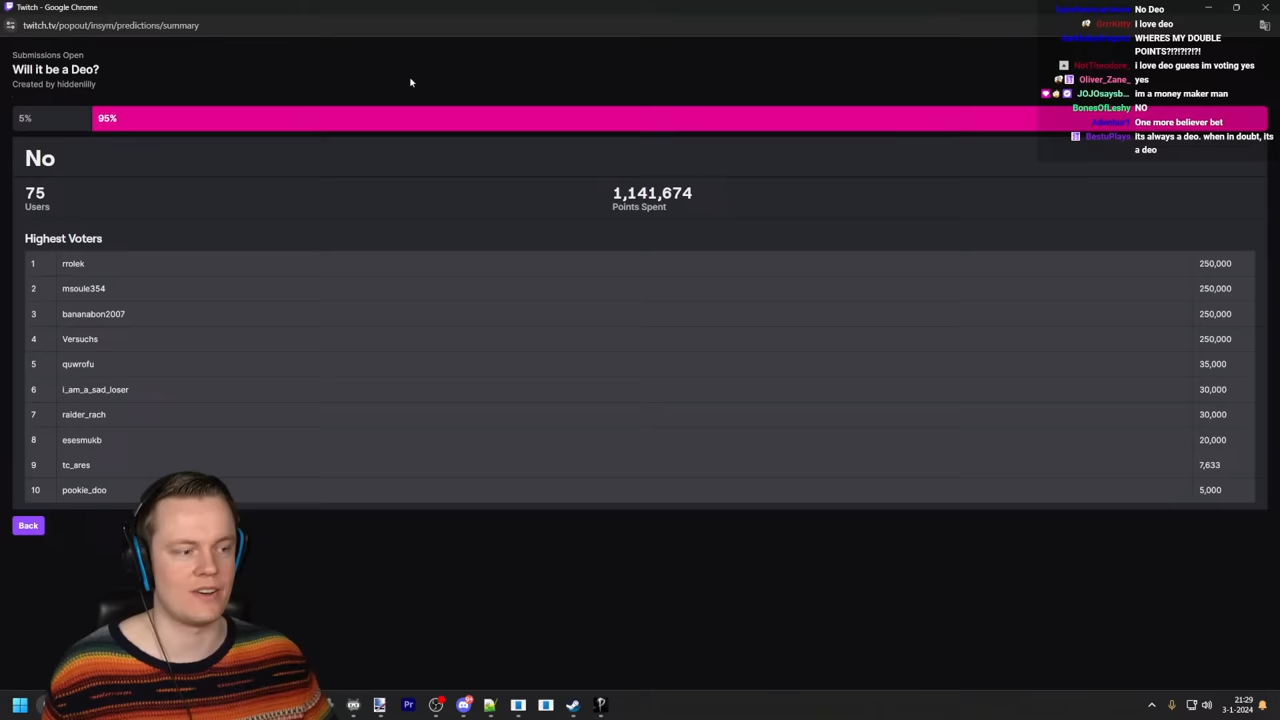 Twitch - Google Chrome
twitch.tv/popout/insym/predictions/summary
Submissions Open
Will it be a Deo?
Created by hiddenlilly
5%
95%
No
75
Users
1,141,674
Points Spent
Highest Voters
1 rrolek 250,000
2 msoule354 250,000
3 bananabon2007 250,000
4 Versuchs 250,000
5 quwrofu 35,000
6 i_am_a_sad_loser 30,000
7 raider_rach 30,000
8 esesmukb 20,000
9 tc_ares 7,633
10 pookie_doo 5,000
Back
No Deo
GrrrKitty i love deo
WHERES MY DOUBLE
POINTS?!?!?!?!?!
i love deo guess im voting yes
Oliver_Zane_ yes
JOJOsaysb... im a money maker man
BonesOfLeshy NO
One more believer bet
BestuPlays Its always a deo. when in doubt, its
a deo
Pr
21:29
3-1-2024